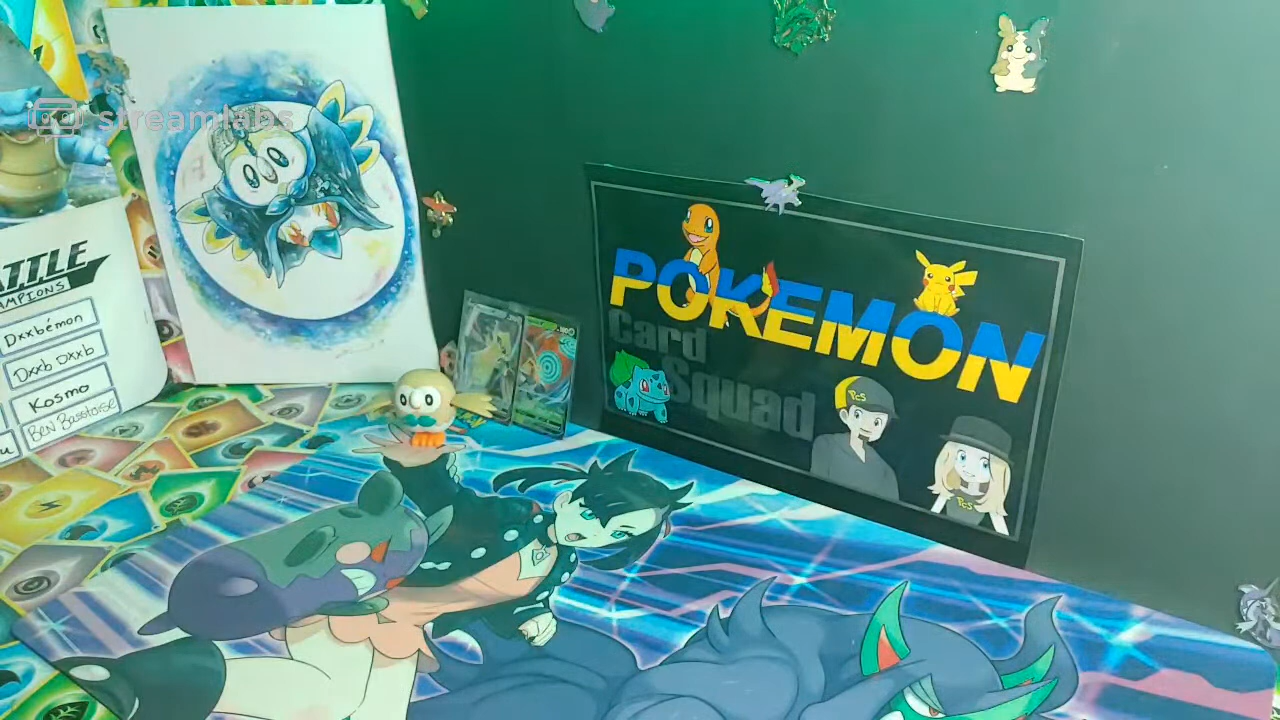 streamlabs
ATTLE
AMPIONS
Dxxbémon
Dxxb Dxxb
Kosmo
Ben Basstoise
POKEMON
Card
Squad
PCS
PCS